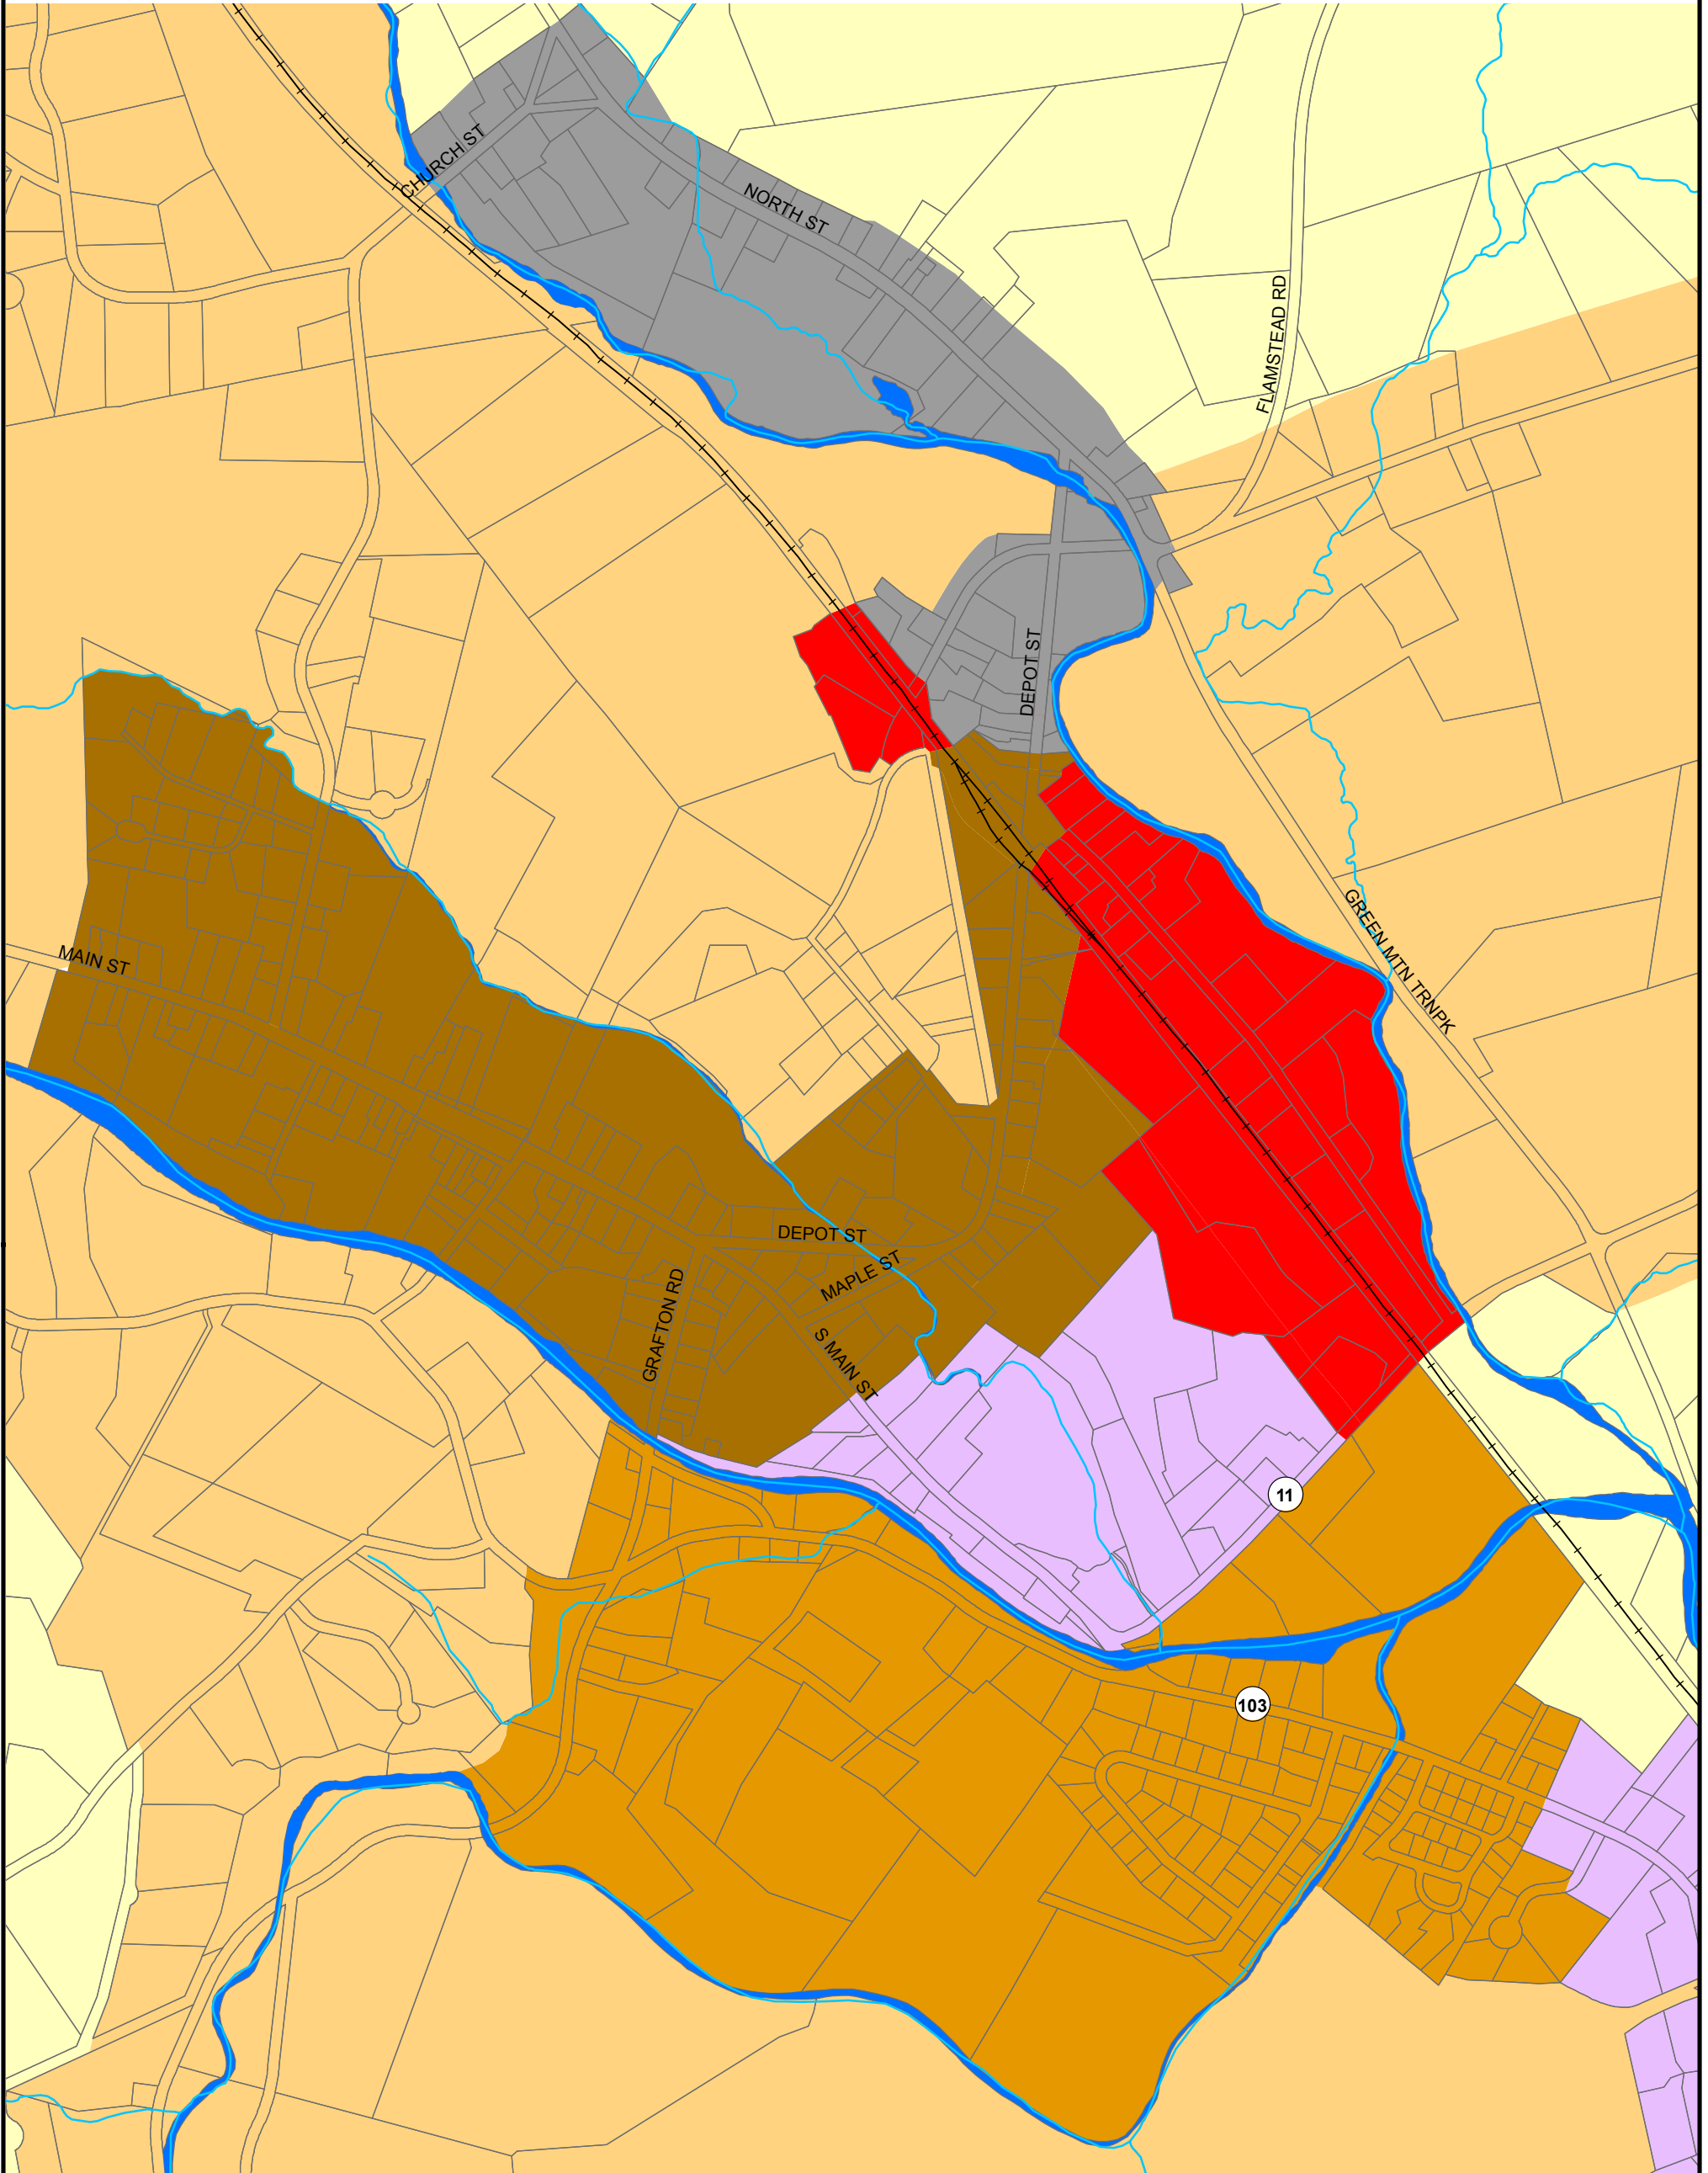 CHURCH ST
NORTH ST
FLAMSTEAD RD
DEPOT ST
GREEN MTN TRNPK
MAIN ST
DEPOT ST
MAPLE ST
GRAFTON RD
S MAIN ST
11
103